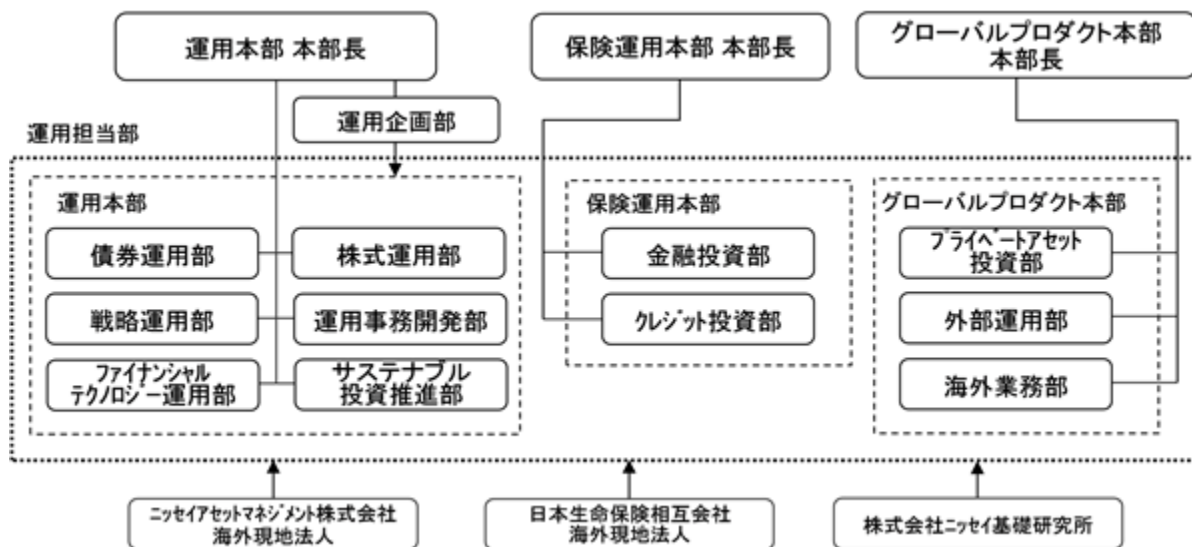 運用本部 本部長
保険運用本部 本部長
グローバルプロダクト本部
本部長
運用企画部
運用担当部
運用本部
債券運用部
株式運用部
戦略運用部
運用事務開発部
ファイナンシャル
テクノロジー運用部
サステナブル
投資推進部
保険運用本部
金融投資部
クレジット投資部
グローバルプロダクト本部
プライベートアセット
投資部
外部運用部
海外業務部
ニッセイアセットマネジメント株式会社
海外現地法人
日本生命保険相互会社
海外現地法人
株式会社ニッセイ基礎研究所